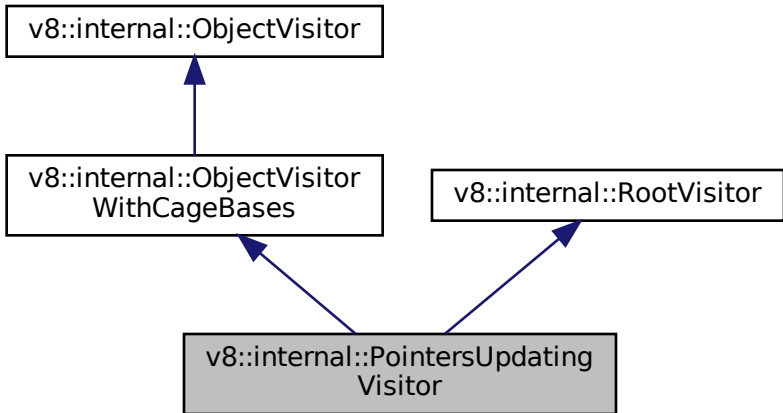 v8::internal::ObjectVisitor
v8::internal::ObjectVisitor
WithCageBases
v8::internal::RootVisitor
v8::internal::PointersUpdating
Visitor